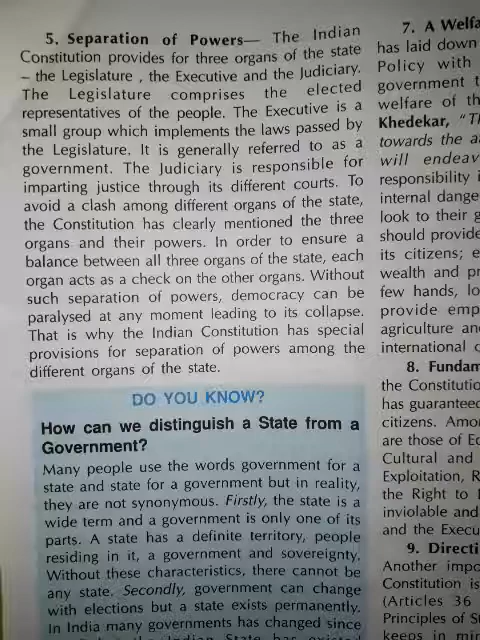 5. Separation of Powers— The Indian
Constitution provides for three organs of the state
– the Legislature , the Executive and the Judiciary.
The Legislature comprises the elected
representatives of the people. The Executive is a
small group which implements the laws passed by
the Legislature. It is generally referred to as a
government. The Judiciary is responsible for
imparting justice through its different courts. To
avoid a clash among different organs of the state,
the Constitution has clearly mentioned the three
organs and their powers. In order to ensure a
balance between all three organs of the state, each
organ acts as a check on the other organs. Without
such separation of powers, democracy can be
paralysed at any moment leading to its collapse.
That is why the Indian Constitution has special
provisions for separation of powers among the
different organs of the state.
DO YOU KNOW?
How can we distinguish a State from a
Government?
Many people use the words government for a
state and state for a government but in reality,
they are not synonymous. Firstly, the state is a
wide term and a government is only one of its
parts. A state has a definite territory, people
residing in it, a government and sovereignty.
Without these characteristics, there cannot be
any state. Secondly, government can change
with elections but a state exists permanently.
In India many governments has changed since
7. A Welfa
has laid down
Policy with
government t
welfare of th
Khedekar, "Th
towards the a
will endeav
responsibility i
internal dange
look to their g
should provide
its citizens; e
wealth and pr
few hands, lo
provide emp
agriculture an
international c
8. Fundam
the Constitutio
has guaranteed
citizens. Amo
are those of Ec
Cultural and
Exploitation, R
the Right to
inviolable and
and the Execu
9. Directi
Another impo
Constitution is
(Articles 36
Principles of St
keeps in min